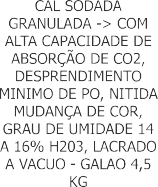 CAL SODADA
GRANULADA -> COM
ALTA CAPACIDADE DE
ABSORÇÃO DE CO2,
DESPRENDIMENTO
MINIMO DE PO, NITIDA
MUDANÇA DE COR,
GRAU DE UMIDADE 14
A 16% H203, LACRADO
A VACUO - GALAO 4,5
KG